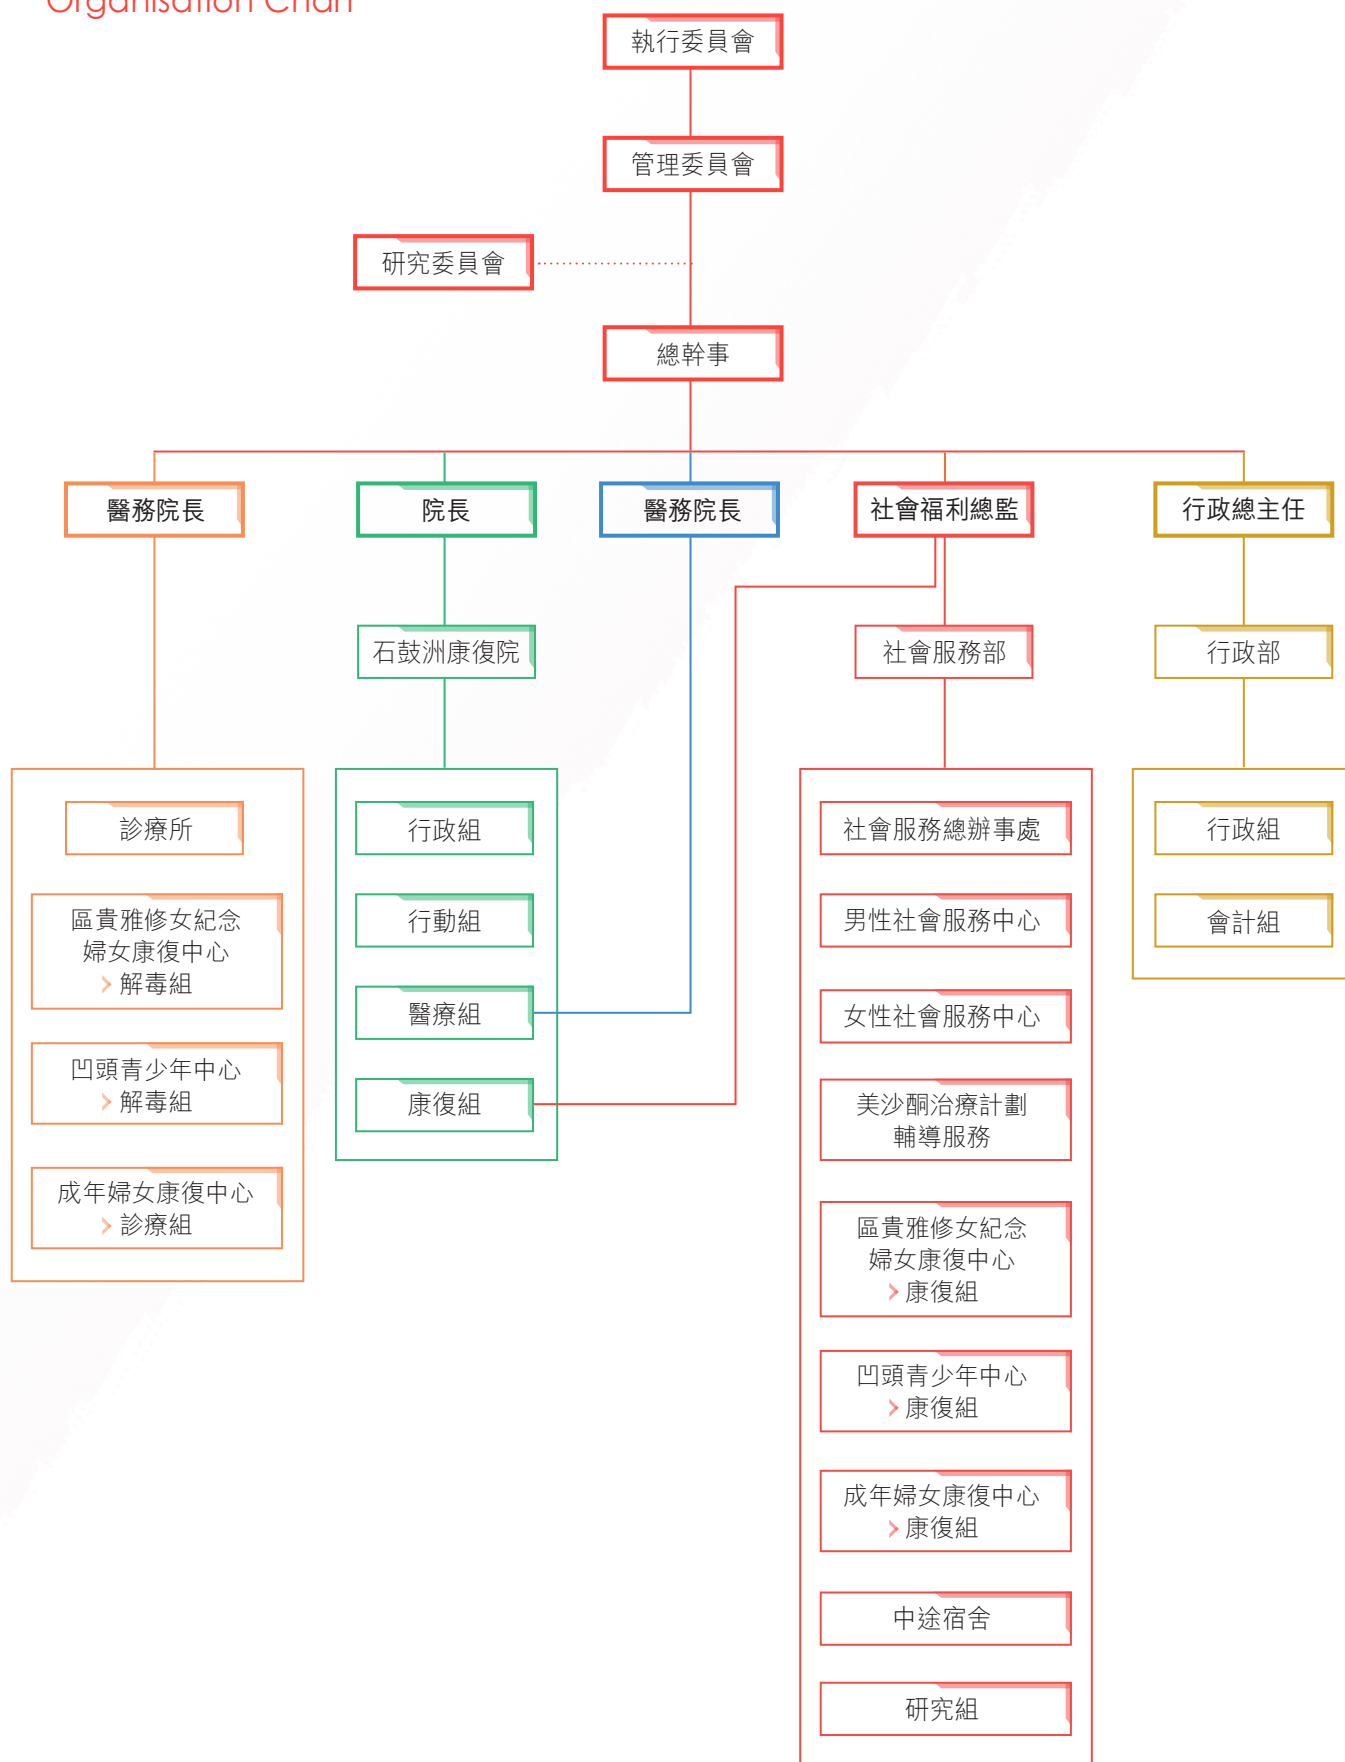 Organisation Chart
執行委員會
管理委員會
研究委員會
總幹事
醫務院長
院長
醫務院長
社會福利總監
行政總主任
石鼓洲康復院
社會服務部
行政部
診療所
區貴雅修女紀念
婦女康復中心
解毒組
凹頭青少年中心
解毒組
成年婦女康復中心
診療組
行政組
行動組
醫療組
康復組
社會服務總辦事處
男性社會服務中心
女性社會服務中心
美沙酮治療計劃
輔導服務
區貴雅修女紀念
婦女康復中心
康復組
凹頭青少年中心
康復組
成年婦女康復中心
康復組
中途宿舍
研究組
行政組
會計組